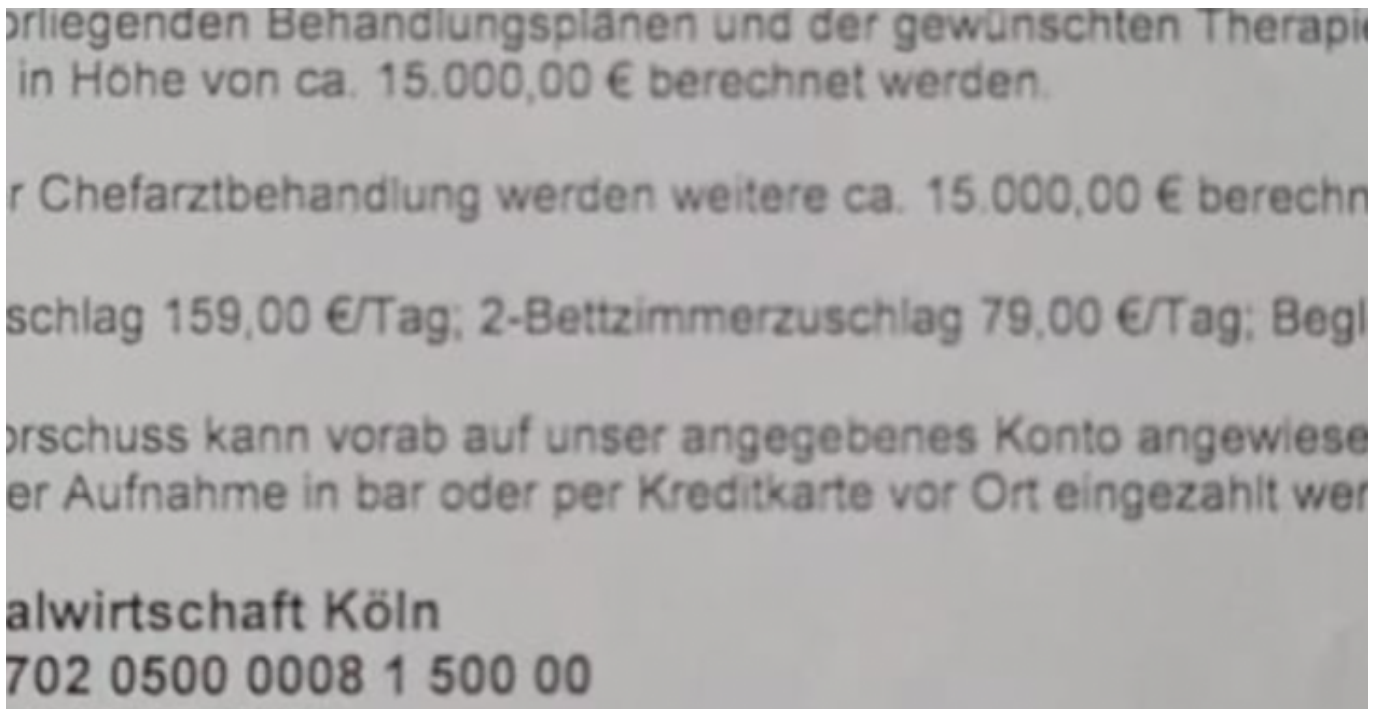 orliegenden Behandlungsplänen und der gewünschten Therapie
in Höhe von ca. 15.000,00 € berechnet werden.
r Chefarztbehandlung werden weitere ca. 15.000,00 € berechn
schlag 159,00 €/Tag; 2-Bettzimmerzuschlag 79,00 €/Tag; Begl
orschuss kann vorab auf unser angegebenes Konto angewiese
er Aufnahme in bar oder per Kreditkarte vor Ort eingezahlt wer
alwirtschaft Köln
702 0500 0008 1 500 00